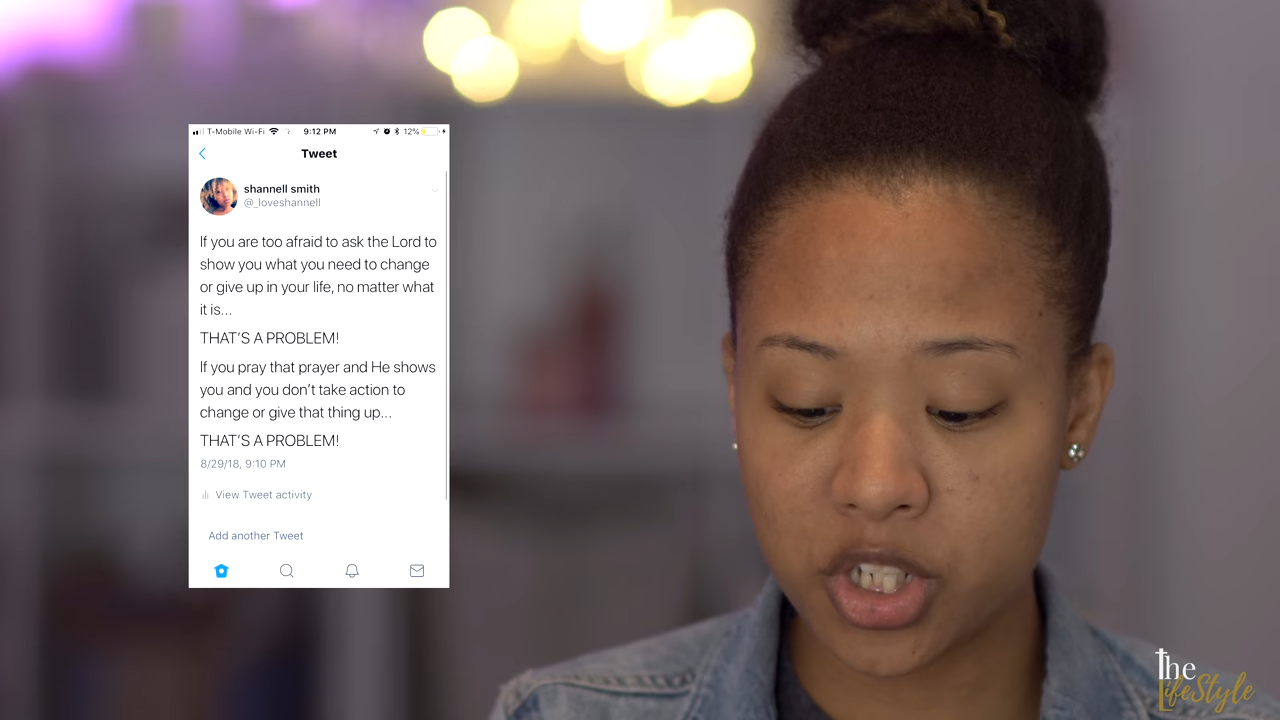 T-Mobile Wi-Fi 9:12 PM 12%
Tweet
shannell smith
@_loveshannell
If you are too afraid to ask the Lord to
show you what you need to change
or give up in your life, no matter what
it is...
THAT'S A PROBLEM!
If you pray that prayer and He shows
you and you don't take action to
change or give that thing up...
THAT'S A PROBLEM!
8/29/18, 9:10 PM
View Tweet activity
Add another Tweet
the
LifeStyle